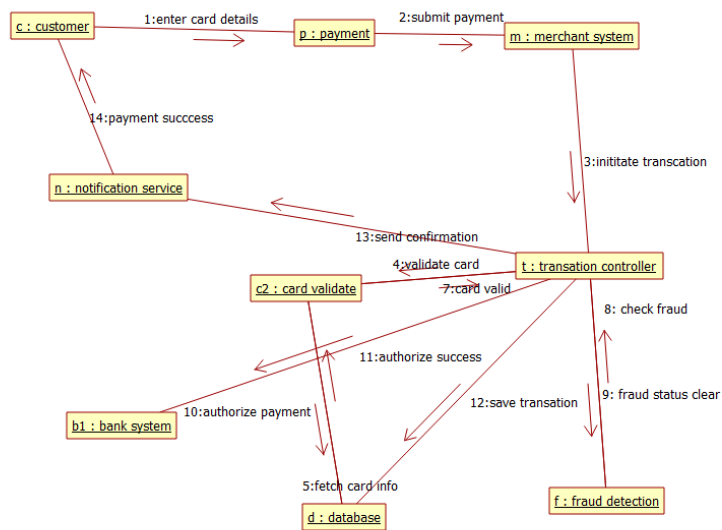 1:enter card details
2:submit payment
c : customer
p : payment
m : merchant system
14:payment succcess
3:inititate transcation
n : notification service
13:send confirmation
4:validate card
t : transation controller
c2 : card validate
7:card valid
8: check fraud
11:authorize success
9: fraud status clear
10:authorize payment
12:save transation
b1 : bank system
5:fetch card info
f : fraud detection
d : database